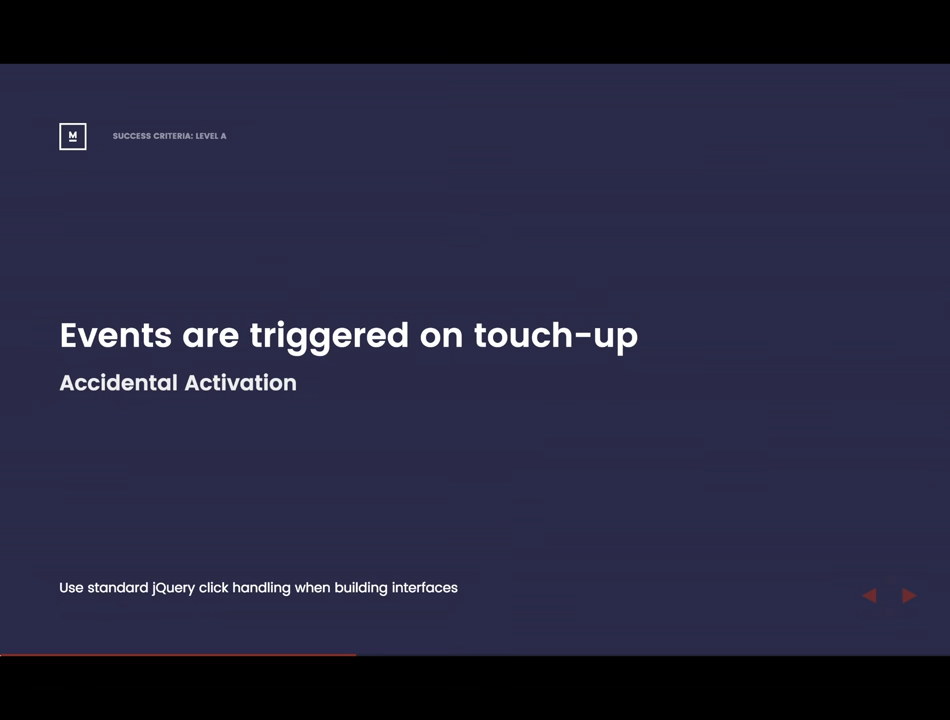 M
SUCCESS CRITERIA: LEVEL A
Events are triggered on touch-up
Accidental Activation
Use standard jQuery click handling when building interfaces